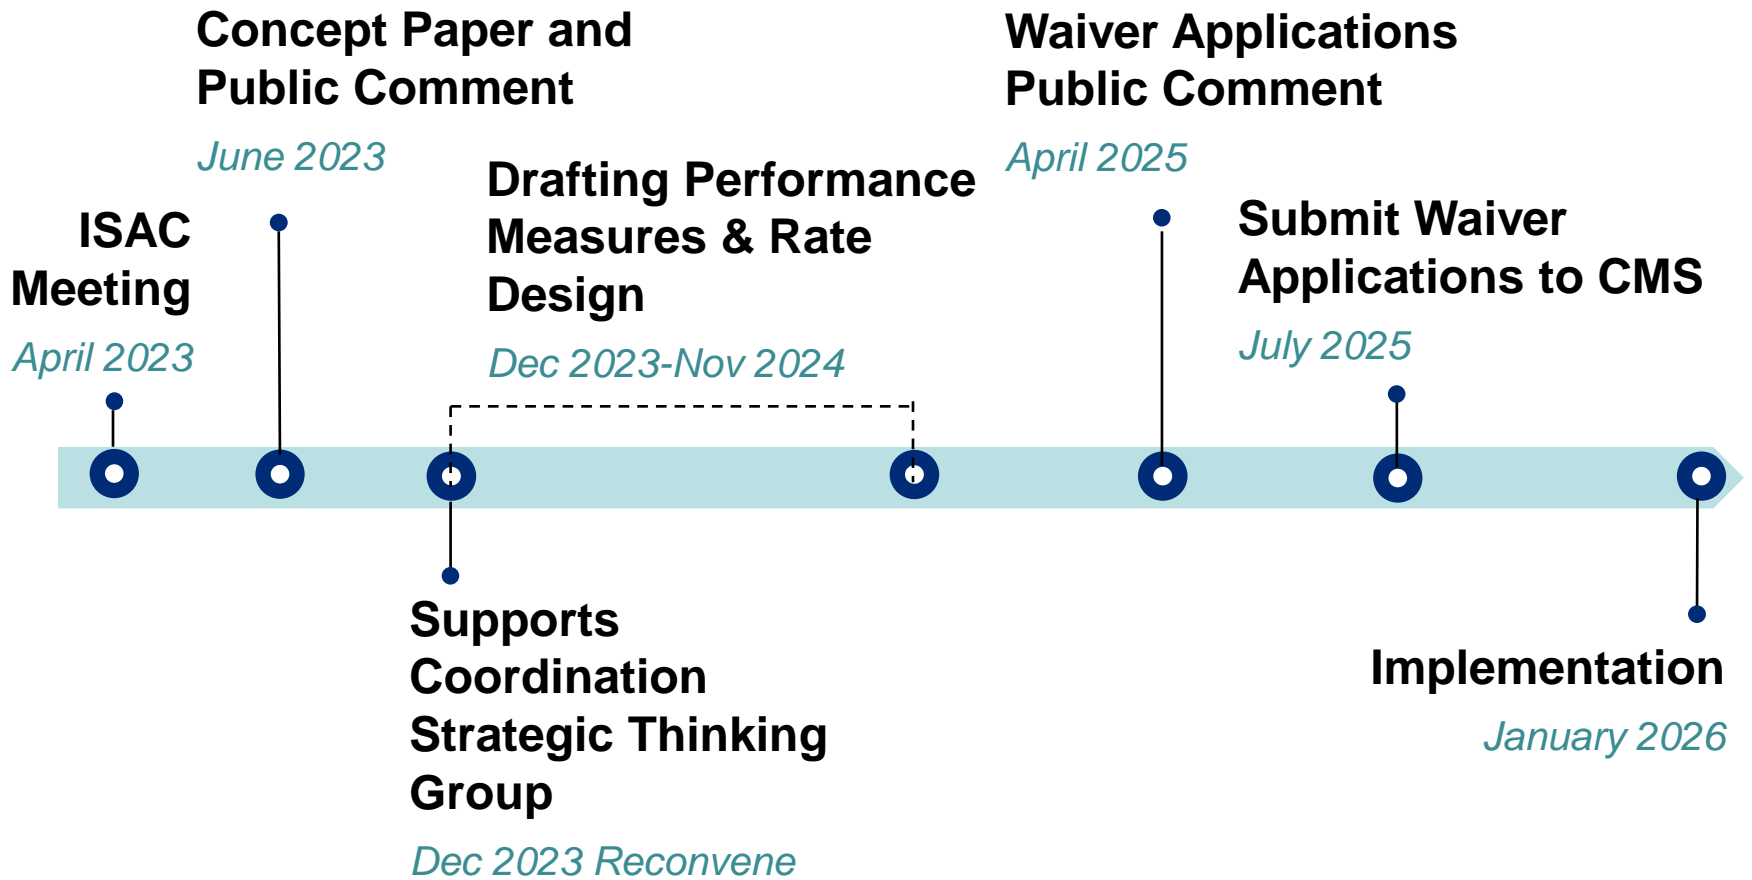 ISAC
Meeting
April 2023
Concept Paper and
Public Comment
June 2023
Drafting Performance
Measures & Rate
Design
Dec 2023-Nov 2024
Supports
Coordination
Strategic Thinking
Group
Dec 2023 Reconvene
Waiver Applications
Public Comment
April 2025
Submit Waiver
Applications to CMS
July 2025
Implementation
January 2026